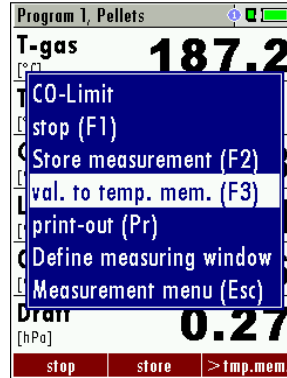 Program 1, Pellets
T-gas 187.2
[°C]
CO-Limit
stop (F1)
Store measurement (F2)
val. to temp. mem. (F3)
print-out (Pr)
Define measuring window
Measurement menu (Esc)
Draft 0.27
[hPa]
stop store >tmp.mem.